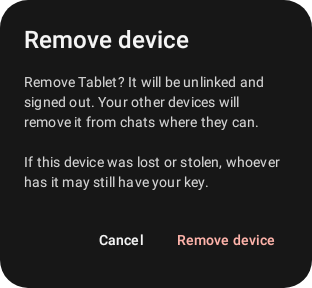 Remove device
Remove Tablet? It will be unlinked and
signed out. Your other devices will
remove it from chats where they can.
If this device was lost or stolen, whoever
has it may still have your key.
Cancel
Remove device